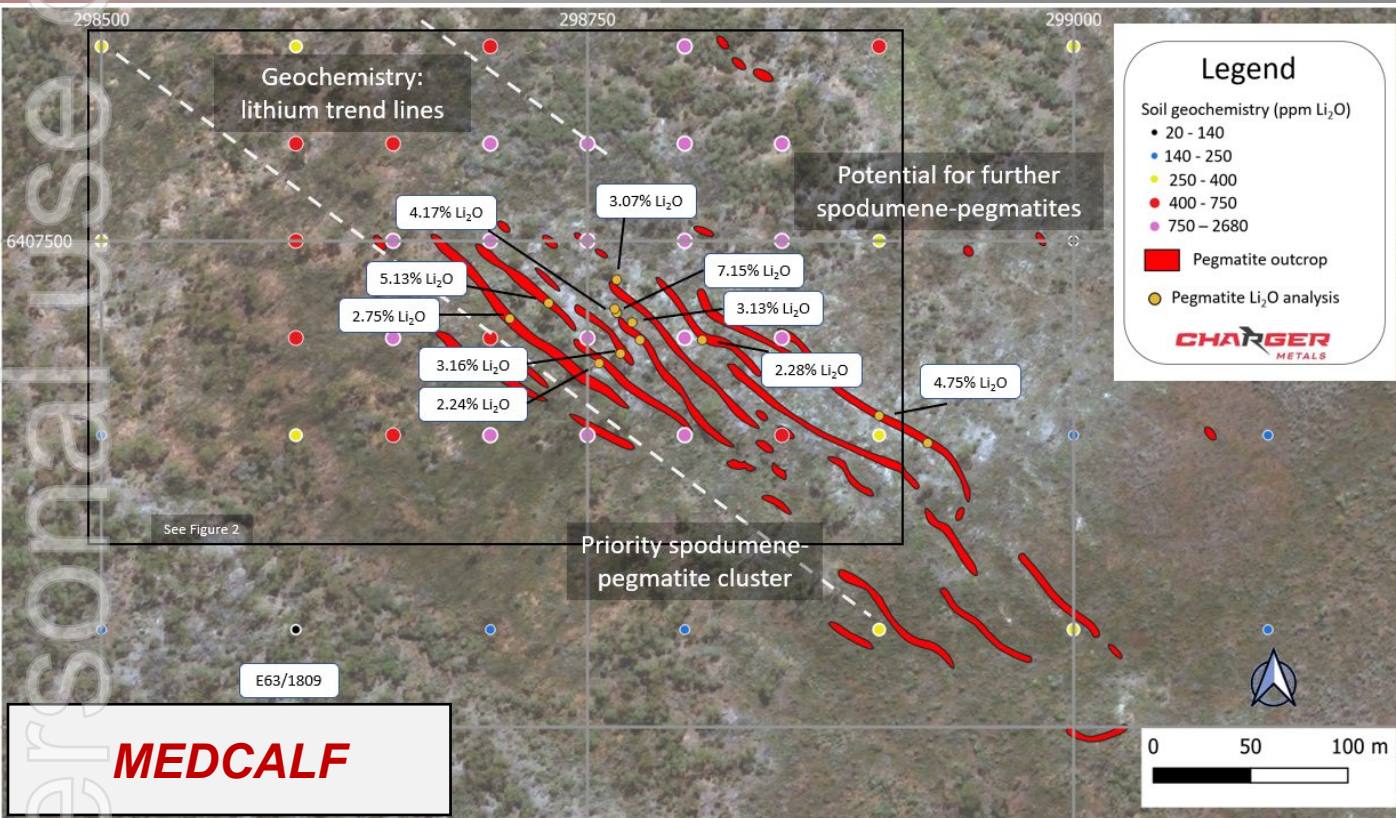 298500
298750
299000
Geochemistry:
lithium trend lines
Potential for further
spodumene-pegmatites
6407500
4.17% Li₂O
3.07% Li₂O
5.13% Li₂O
7.15% Li₂O
2.75% Li₂O
3.13% Li₂O
3.16% Li₂O
2.28% Li₂O
2.24% Li₂O
4.75% Li₂O
See Figure 2
Priority spodumene-
pegmatite cluster
E63/1809
MEDCALF
Legend
Soil geochemistry (ppm Li₂O)
20 - 140
140 - 250
250 - 400
400 - 750
750 – 2680
Pegmatite outcrop
Pegmatite Li₂O analysis
CHARGER
METALS
0 50 100 m
ersonal use o